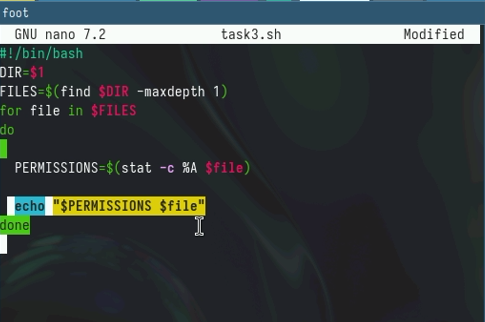 foot
GNU nano 7.2 task3.sh Modified
#!/bin/bash
DIR=$1
FILES=$(find $DIR -maxdepth 1)
for file in $FILES
do
PERMISSIONS=$(stat -c %A $file)
echo "$PERMISSIONS $file"
done